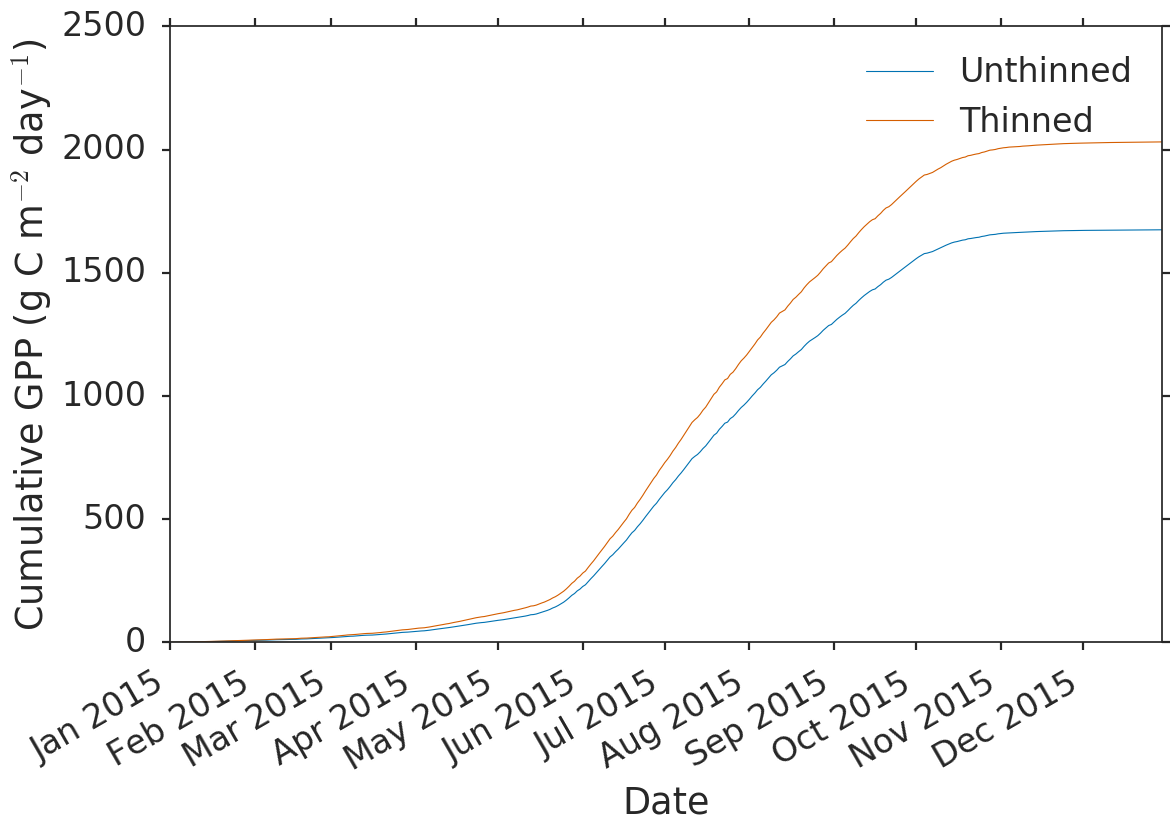 2500
2000
1500
1000
500
0
Cumulative GPP (g C m⁻² day⁻¹)
Unthinned
Thinned
Jan 2015
Feb 2015
Mar 2015
Apr 2015
May 2015
Jun 2015
Jul 2015
Aug 2015
Sep 2015
Oct 2015
Nov 2015
Dec 2015
Date